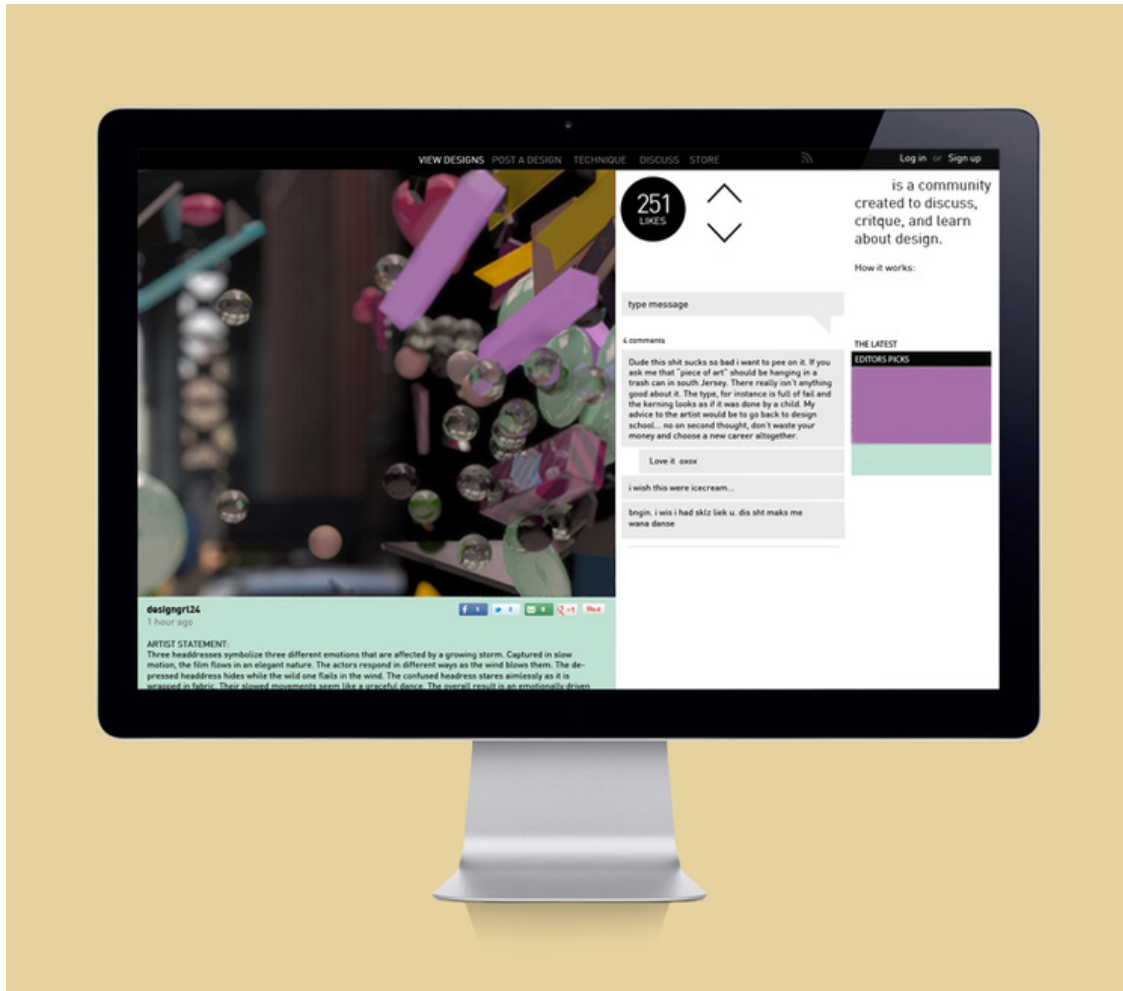 VIEW DESIGNS POST A DESIGN TECHNIQUE DISCUSS STORE
Log in or Sign up
251
LIKES
type message
4 comments
Dude this shit sucks so bad i want to pee on it. If you
ask me that "piece of art" should be hanging in a
trash can in south Jersey. There really isn't anything
good about it. The type, for instance is full of fail and
the kerning looks as if it was done by a child. My
advice to the artist would be to go back to design
school... no on second thought, don't waste your
money and choose a new career altogether.
Love it oxox
i wish this were icecream...
bngin. i wis i had sklz liek u. dis sht maks me
wana danse
is a community
created to discuss,
critque, and learn
about design.
How it works:
THE LATEST
EDITORS PICKS
designgrl24
1 hour ago
ARTIST STATEMENT:
Three headdresses symbolize three different emotions that are affected by a growing storm. Captured in slow
motion, the film flows in an elegant nature. The actors respond in different ways as the wind blows them. The de-
pressed headdress hides while the wild one flails in the wind. The confused headress stares aimlessly as it is
wrapped in fabric. Their slowed movements seem like a graceful dance. The overall result is an emotionally driven